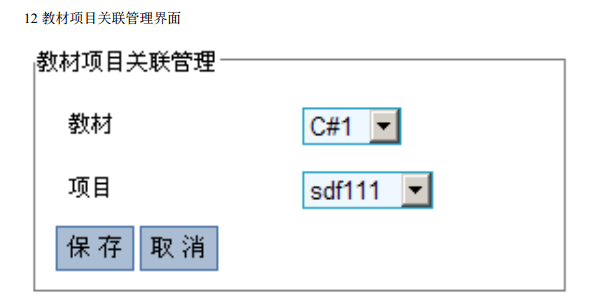 12 教材项目关联管理界面
教材项目关联管理
教材 C#1
项目 sdf111
保 存 取 消